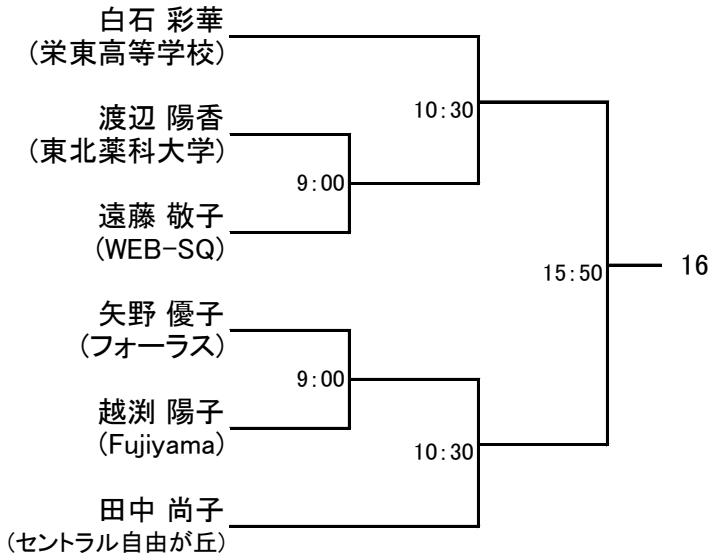 白石 彩華
(栄東高等学校)
10:30
渡辺 陽香
(東北薬科大学)
9:00
遠藤 敬子
(WEB-SQ)
15:50
16
矢野 優子
(フォーラス)
9:00
越渕 陽子
(Fujiyama)
10:30
田中 尚子
(セントラル自由が丘)